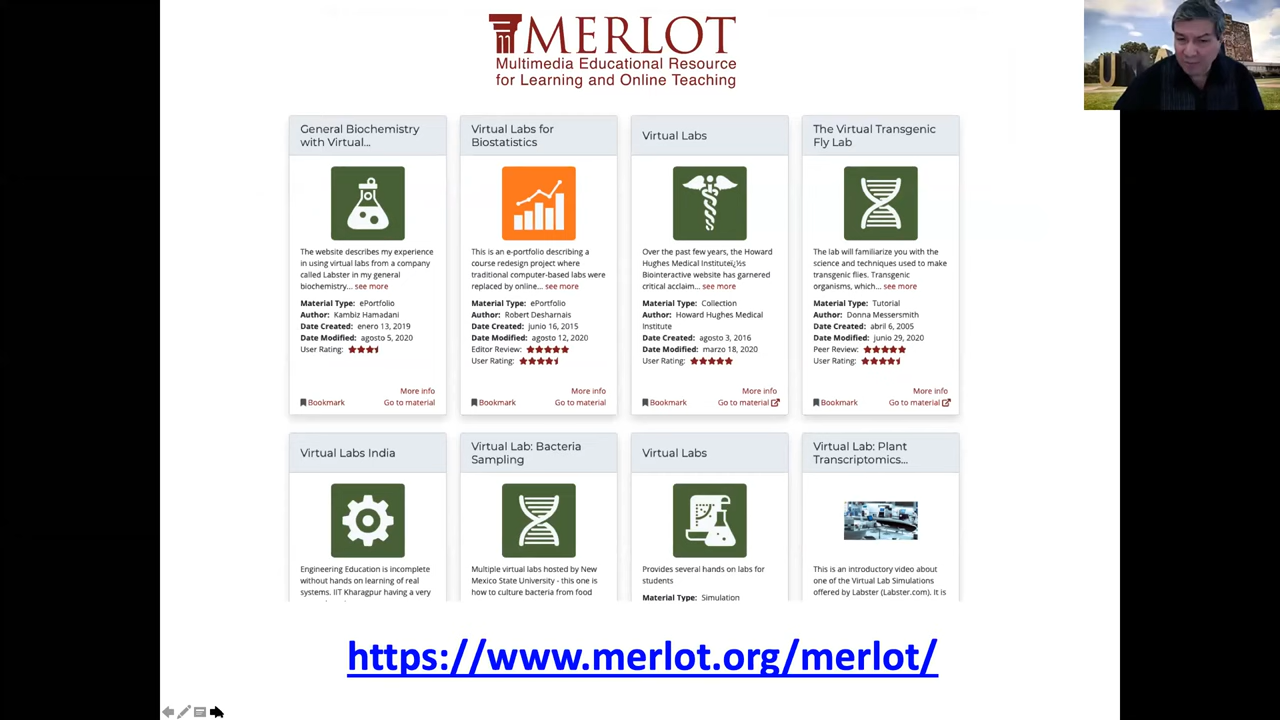 MERLOT
Multimedia Educational Resource
for Learning and Online Teaching
General Biochemistry
with Virtual...
The website describes my experience
in using virtual labs from a company
called Labster in my general
biochemistry... see more
Material Type: ePortfolio
Author: Kambiz Hamadani
Date Created: enero 13, 2019
Date Modified: agosto 5, 2020
User Rating:
More info
Bookmark Go to material
Virtual Labs for
Biostatistics
This is an e-portfolio describing a
course redesign project where
traditional computer-based labs were
replaced by online... see more
Material Type: ePortfolio
Author: Robert Desharnais
Date Created: junio 16, 2015
Date Modified: agosto 12, 2020
Editor Review:
User Rating:
More info
Bookmark Go to material
Virtual Labs
Over the past few years, the Howard
Hughes Medical Instituteï¿½s
Biointeractive website has garnered
critical acclaim... see more
Material Type: Collection
Author: Howard Hughes Medical
Institute
Date Created: agosto 3, 2016
Date Modified: marzo 18, 2020
User Rating:
More info
Bookmark Go to material
The Virtual Transgenic
Fly Lab
The lab will familiarize you with the
science and techniques used to make
transgenic flies. Transgenic
organisms, which... see more
Material Type: Tutorial
Author: Donna Messersmith
Date Created: abril 6, 2005
Date Modified: junio 29, 2020
Peer Review:
User Rating:
More info
Bookmark Go to material
Virtual Labs India
Engineering Education is incomplete
without hands on learning of real
systems. IIT Kharagpur having a very
Virtual Lab: Bacteria
Sampling
Multiple virtual labs hosted by New
Mexico State University - this one is
how to culture bacteria from food
Virtual Labs
Provides several hands on labs for
students
Material Type: Simulation
Virtual Lab: Plant
Transcriptomics...
This is an introductory video about
one of the Virtual Lab Simulations
offered by Labster (Labster.com). It is
https://www.merlot.org/merlot/